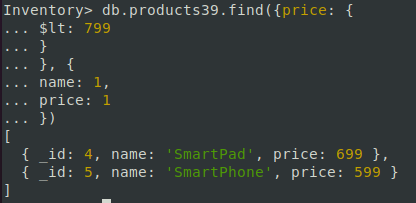 Inventory> db.products39.find({price: {
... $lt: 799
... }
... }, {
... name: 1,
... price: 1
... })
[
  { _id: 4, name: 'SmartPad', price: 699 },
  { _id: 5, name: 'SmartPhone', price: 599 }
]